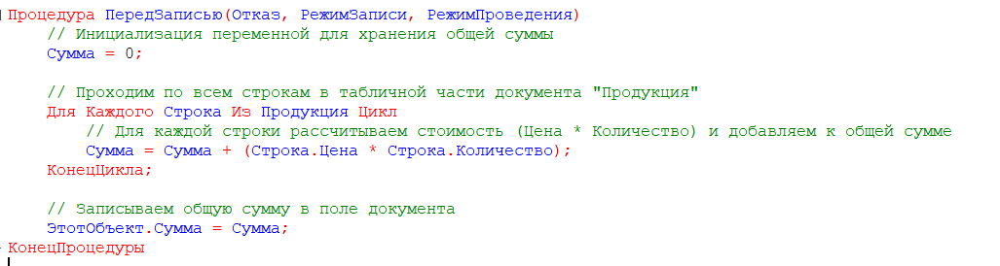 Процедура ПередЗаписью(Отказ, РежимЗаписи, РежимПроведения)
    // Инициализация переменной для хранения общей суммы
    Сумма = 0;

    // Проходим по всем строкам в табличной части документа "Продукция"
    Для Каждого Строка Из Продукция Цикл
        // Для каждой строки рассчитываем стоимость (Цена * Количество) и добавляем к общей сумме
        Сумма = Сумма + (Строка.Цена * Строка.Количество);
    КонецЦикла;

    // Записываем общую сумму в поле документа
    ЭтотОбъект.Сумма = Сумма;
КонецПроцедуры